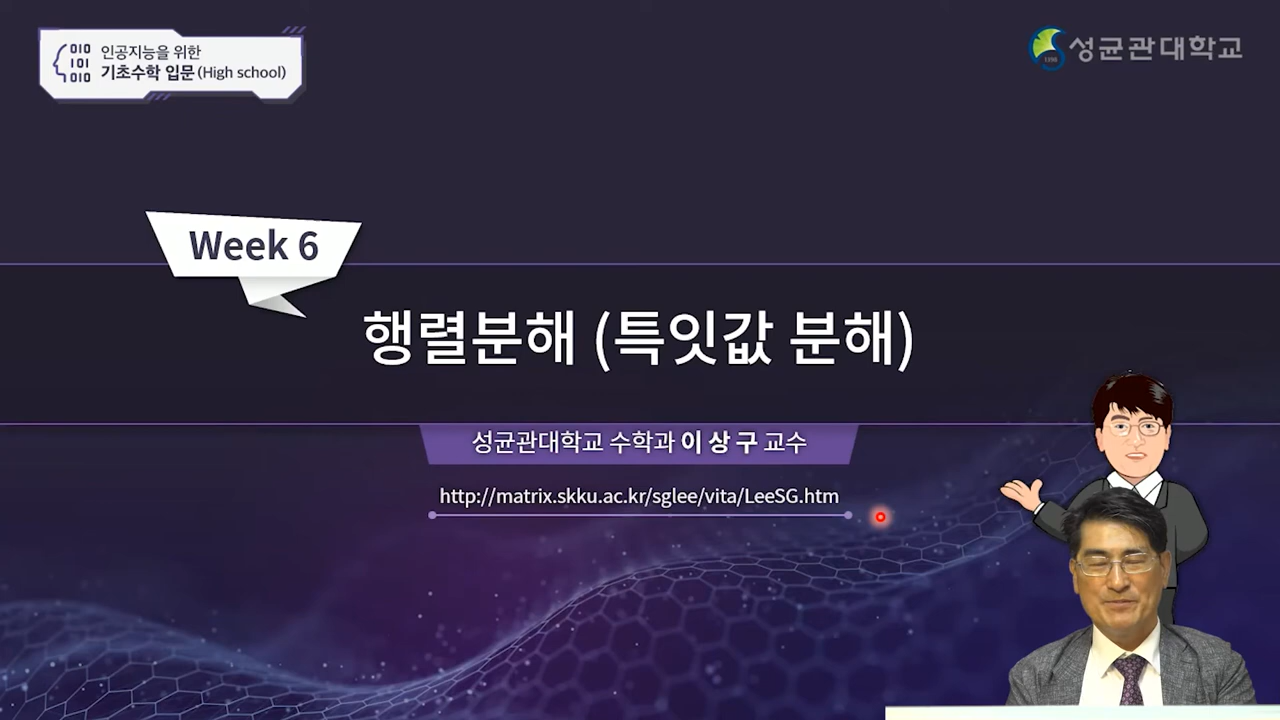 010
101
010
인공지능을 위한
기초수학 입문 (High school)
1398
성균관대학교
Week 6
행렬분해 (특잇값 분해)
성균관대학교 수학과 이 상 구 교수
http://matrix.skku.ac.kr/sglee/vita/LeeSG.htm